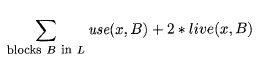 ∑ use(x, B) + 2 * live(x, B)
blocks B in L